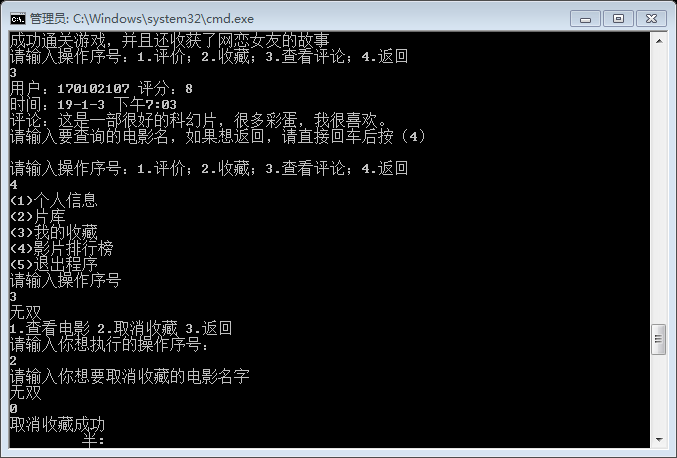 管理员: C:\Windows\system32\cmd.exe
成功通关游戏，并且还收获了网恋女友的故事
请输入操作序号：1.评价；2.收藏；3.查看评论；4.返回
3
用户：170102107 评分：8
时间：19-1-3 下午7:03
评论：这是一部很好的科幻片，很多彩蛋，我很喜欢。
请输入要查询的电影名，如果想返回，请直接回车后按（4）
请输入操作序号：1.评价；2.收藏；3.查看评论；4.返回
4
(1)个人信息
(2)片库
(3)我的收藏
(4)影片排行榜
(5)退出程序
请输入操作序号
3
无双
1.查看电影 2.取消收藏 3.返回
请输入你想执行的操作序号：
2
请输入你想要取消收藏的电影名字
无双
0
取消收藏成功
半：